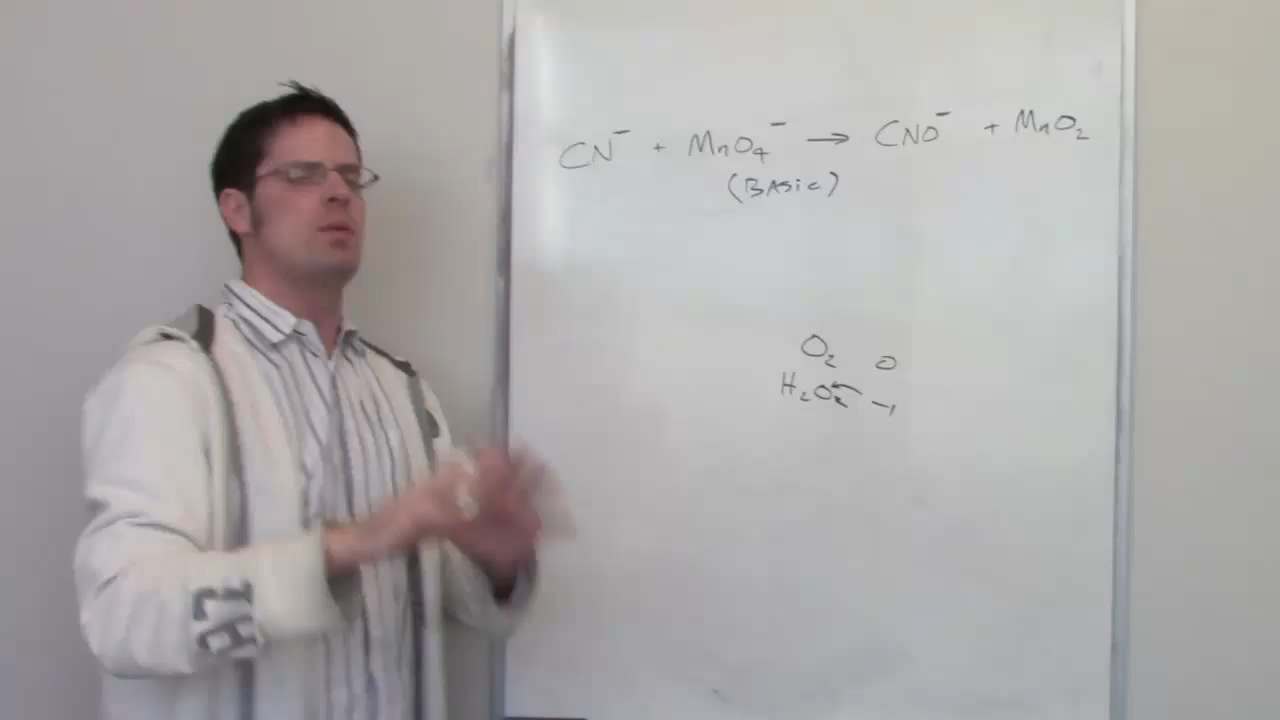 CN⁻ + MnO₄⁻ → CNO⁻ + MnO₂
(BASiC)
O₂ 0
H₂O₂ ← -1